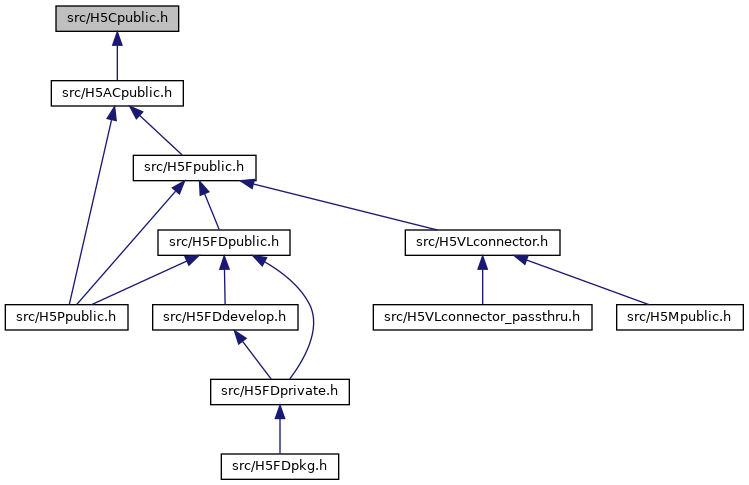 src/H5Cpublic.h
src/H5ACpublic.h
src/H5Fpublic.h
src/H5FDpublic.h
src/H5VLconnector.h
src/H5Ppublic.h
src/H5FDdevelop.h
src/H5VLconnector_passthru.h
src/H5Mpublic.h
src/H5FDprivate.h
src/H5FDpkg.h